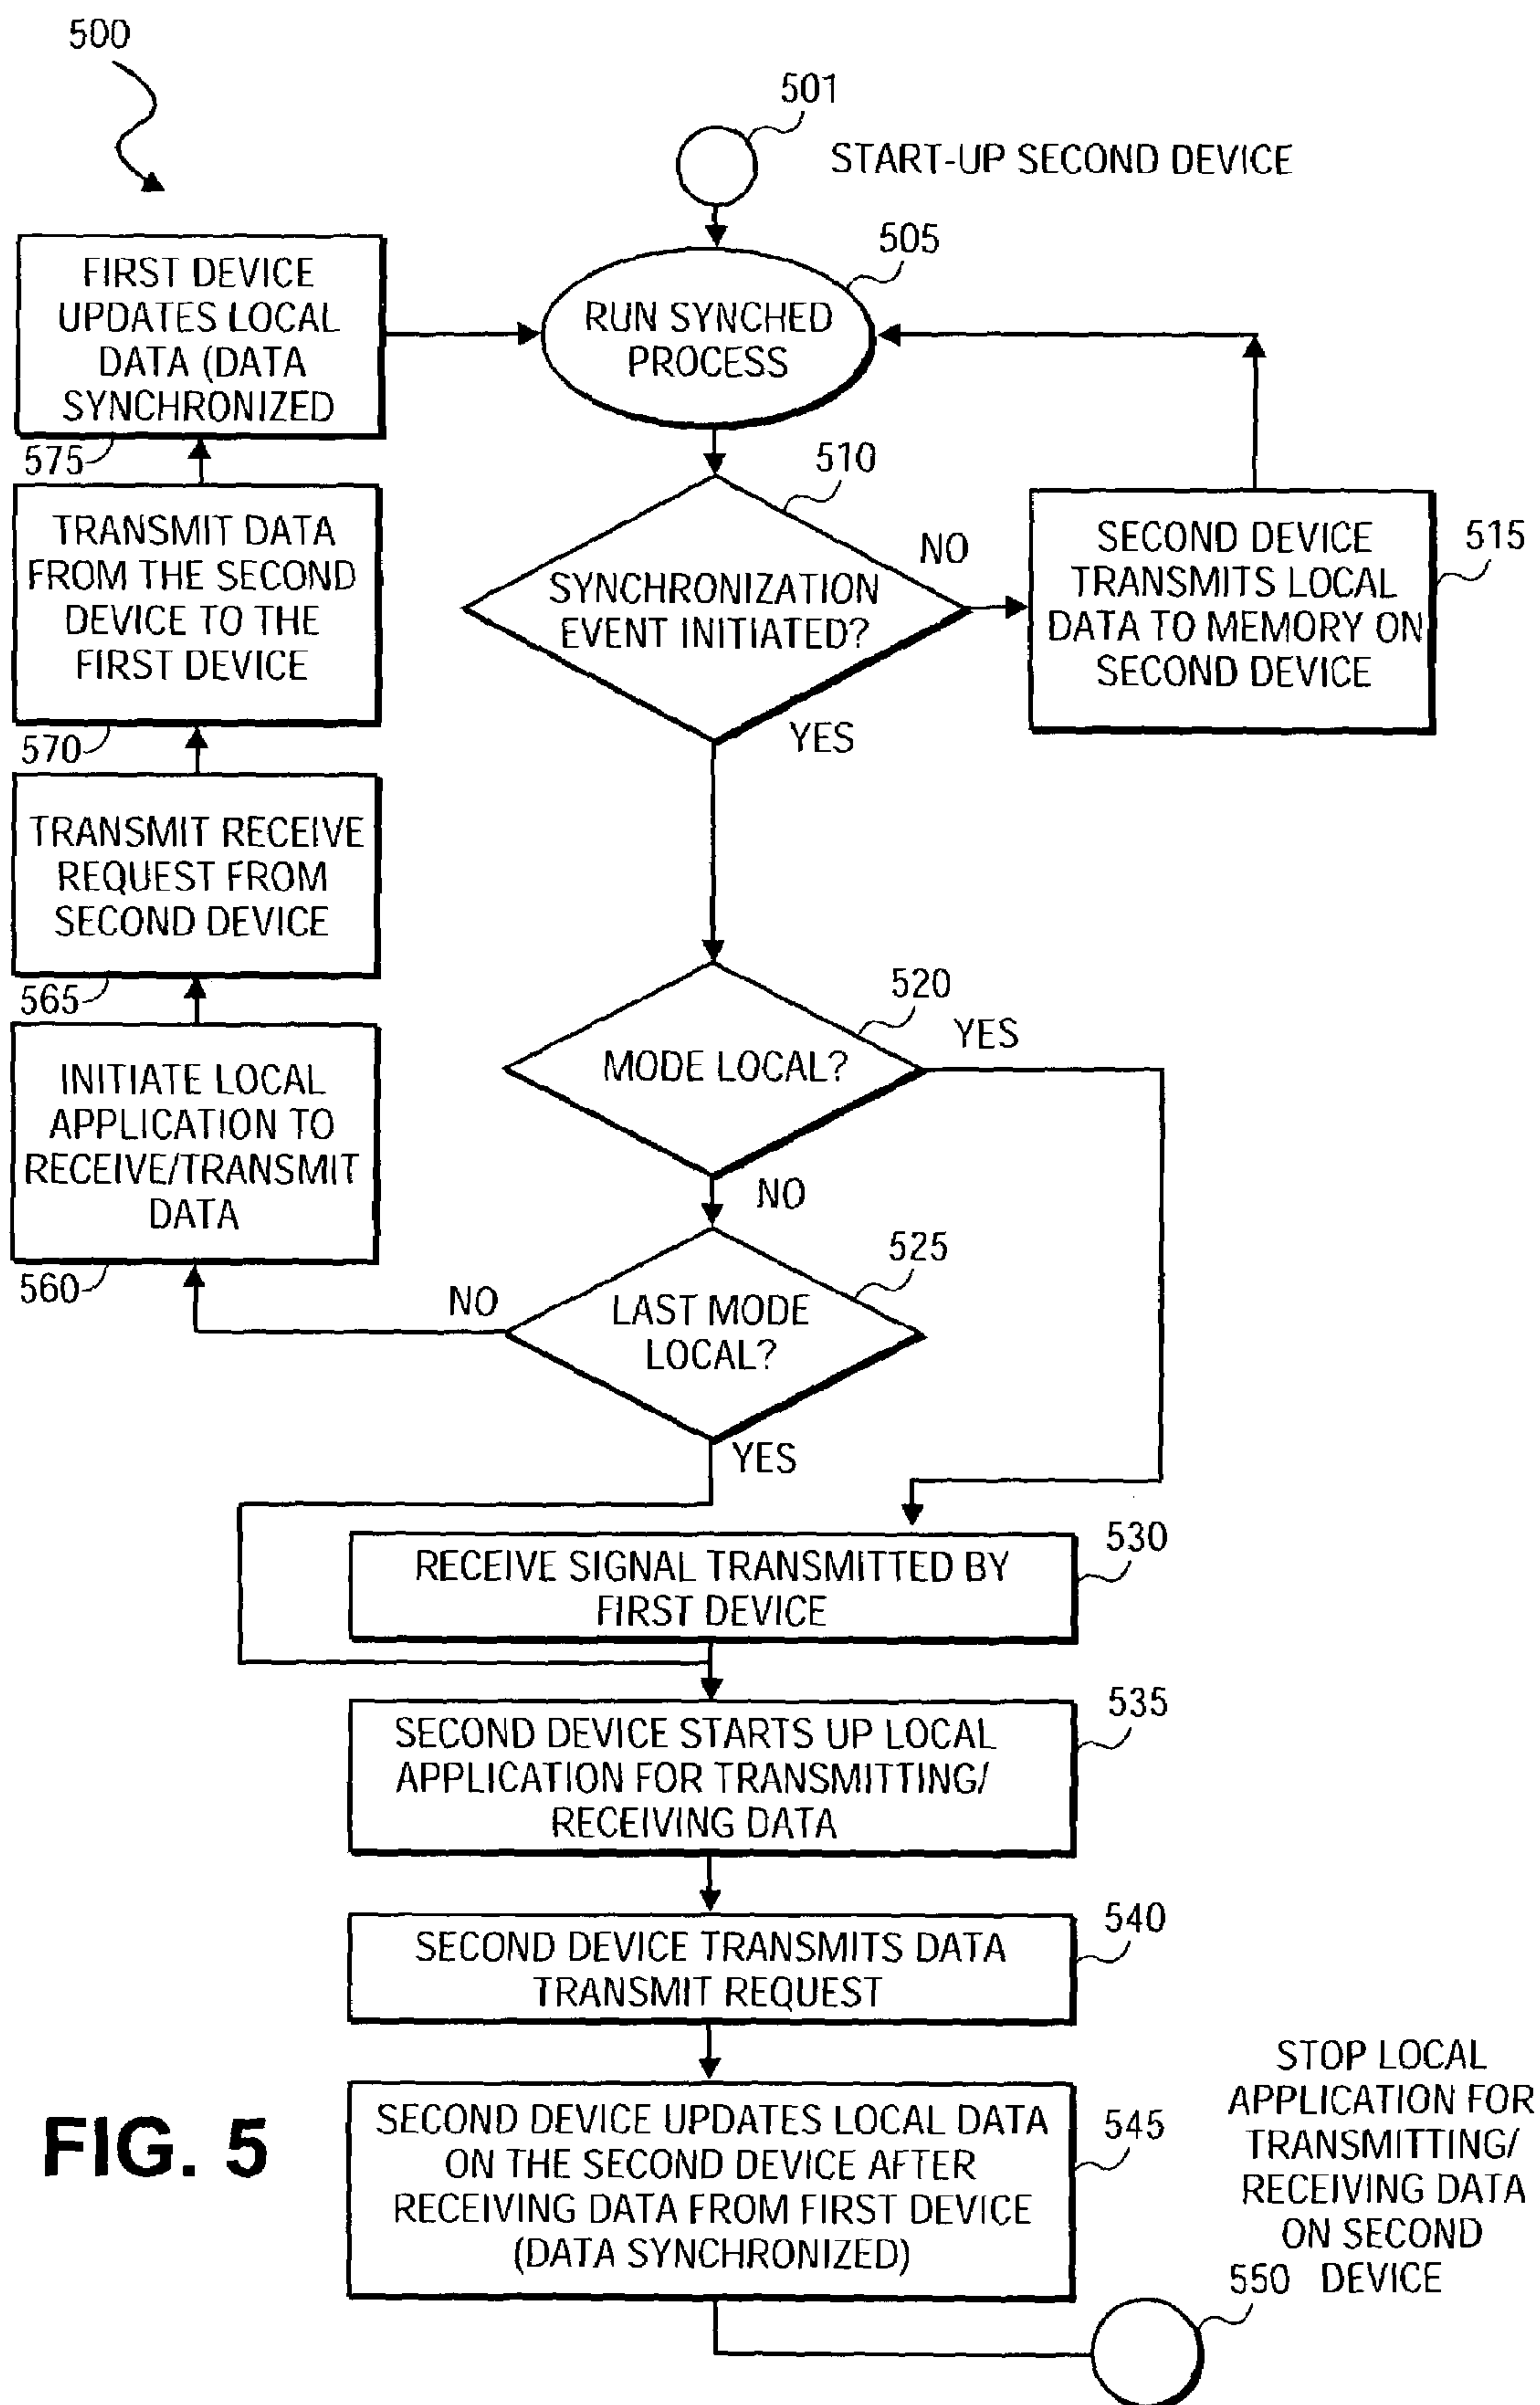 500
501
START-UP SECOND DEVICE
505
RUN SYNCHED
PROCESS
FIRST DEVICE
UPDATES LOCAL
DATA (DATA
SYNCHRONIZED
575
510
SYNCHRONIZATION
EVENT INITIATED?
NO
YES
SECOND DEVICE
TRANSMITS LOCAL
DATA TO MEMORY ON
SECOND DEVICE
515
TRANSMIT DATA
FROM THE SECOND
DEVICE TO THE
FIRST DEVICE
570
TRANSMIT RECEIVE
REQUEST FROM
SECOND DEVICE
565
520
MODE LOCAL?
YES
NO
INITIATE LOCAL
APPLICATION TO
RECEIVE/TRANSMIT
DATA
560
525
LAST MODE
LOCAL?
NO
YES
530
RECEIVE SIGNAL TRANSMITTED BY
FIRST DEVICE
535
SECOND DEVICE STARTS UP LOCAL
APPLICATION FOR TRANSMITTING/
RECEIVING DATA
540
SECOND DEVICE TRANSMITS DATA
TRANSMIT REQUEST
545
SECOND DEVICE UPDATES LOCAL DATA
ON THE SECOND DEVICE AFTER
RECEIVING DATA FROM FIRST DEVICE
(DATA SYNCHRONIZED)
STOP LOCAL
APPLICATION FOR
TRANSMITTING/
RECEIVING DATA
ON SECOND
DEVICE
550
FIG. 5